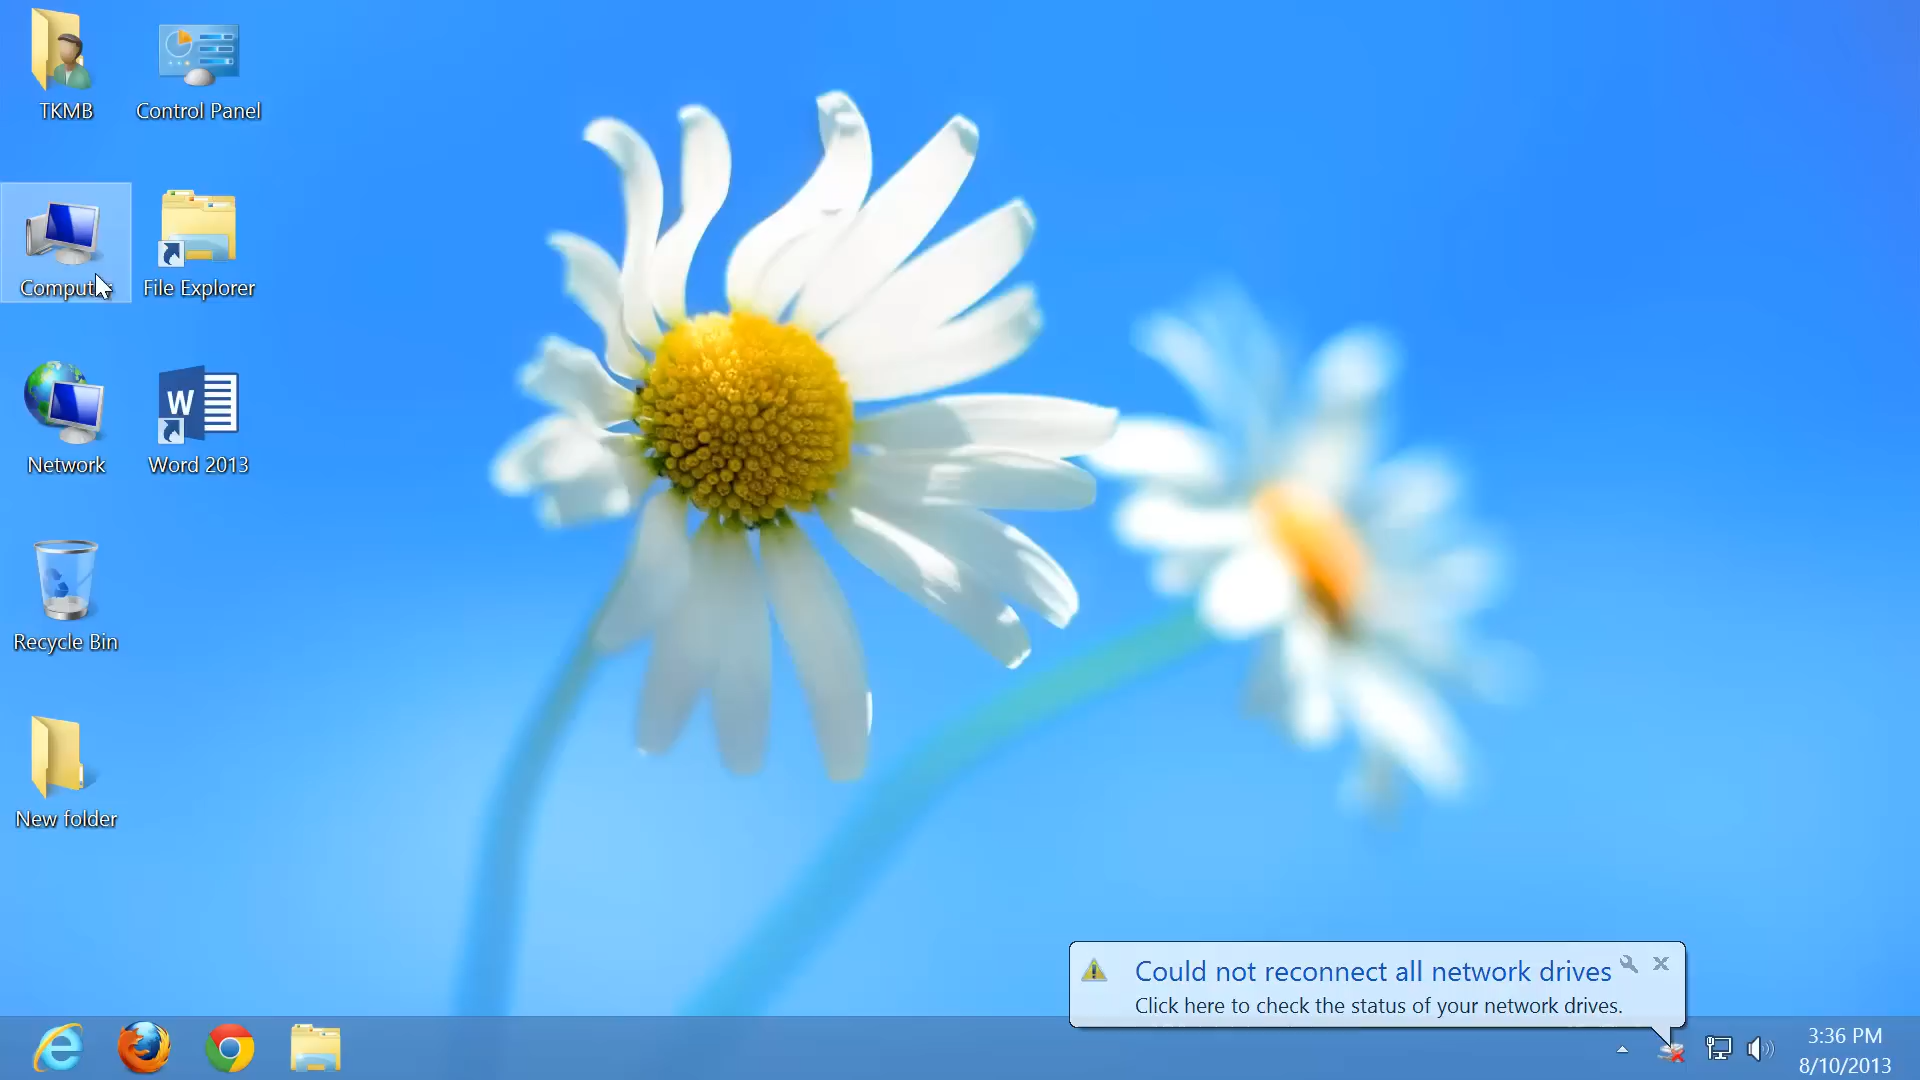 TKMB
Control Panel
Computer
File Explorer
Network
W
Word 2013
Recycle Bin
New folder
Could not reconnect all network drives
Click here to check the status of your network drives.
3:36 PM
8/10/2013